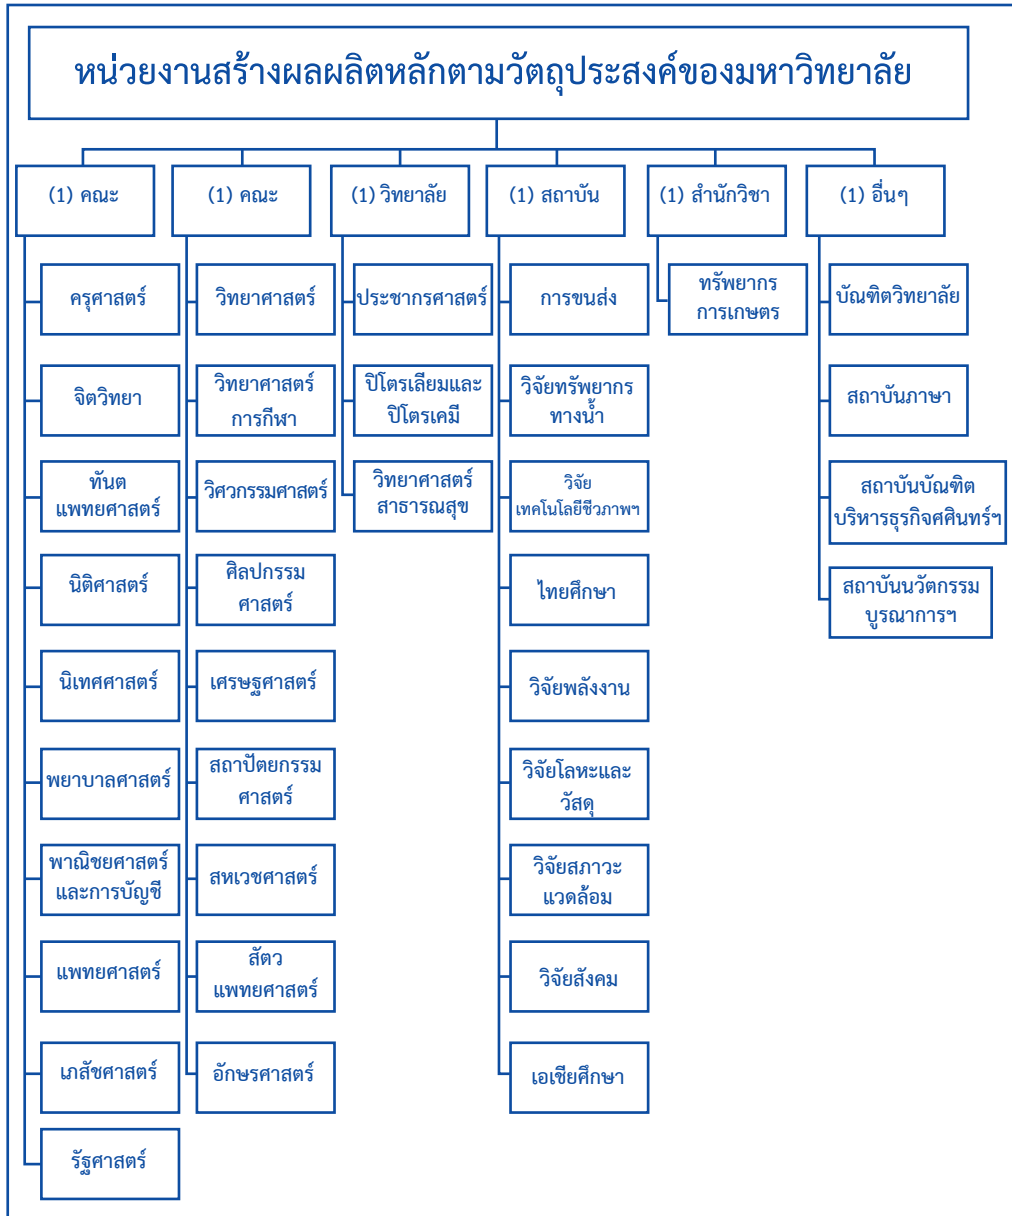 หน่วยงานสร้างผลผลิตหลักตามวัตถุประสงค์ของมหาวิทยาลัย
(1) คณะ
ครุศาสตร์
จิตวิทยา
ทันต
แพทยศาสตร์
นิติศาสตร์
นิเทศศาสตร์
พยาบาลศาสตร์
พาณิชยศาสตร์
และการบัญชี
แพทยศาสตร์
เภสัชศาสตร์
รัฐศาสตร์
(1) คณะ
วิทยาศาสตร์
วิทยาศาสตร์
การกีฬา
วิศวกรรมศาสตร์
ศิลปกรรม
ศาสตร์
เศรษฐศาสตร์
สถาปัตยกรรม
ศาสตร์
สหเวชศาสตร์
สัตว
แพทยศาสตร์
อักษรศาสตร์
(1) วิทยาลัย
ประชากรศาสตร์
ปิโตรเลียมและ
ปิโตรเคมี
วิทยาศาสตร์
สาธารณสุข
(1) สถาบัน
การขนส่ง
วิจัยทรัพยากร
ทางน้ำ
วิจัย
เทคโนโลยีชีวภาพฯ
ไทยศึกษา
วิจัยพลังงาน
วิจัยโลหะและ
วัสดุ
วิจัยสภาวะ
แวดล้อม
วิจัยสังคม
เอเชียศึกษา
(1) สำนักวิชา
ทรัพยากร
การเกษตร
(1) อื่นๆ
บัณฑิตวิทยาลัย
สถาบันภาษา
สถาบันบัณฑิต
บริหารธุรกิจศศินทร์ฯ
สถาบันนวัตกรรม
บูรณาการฯ